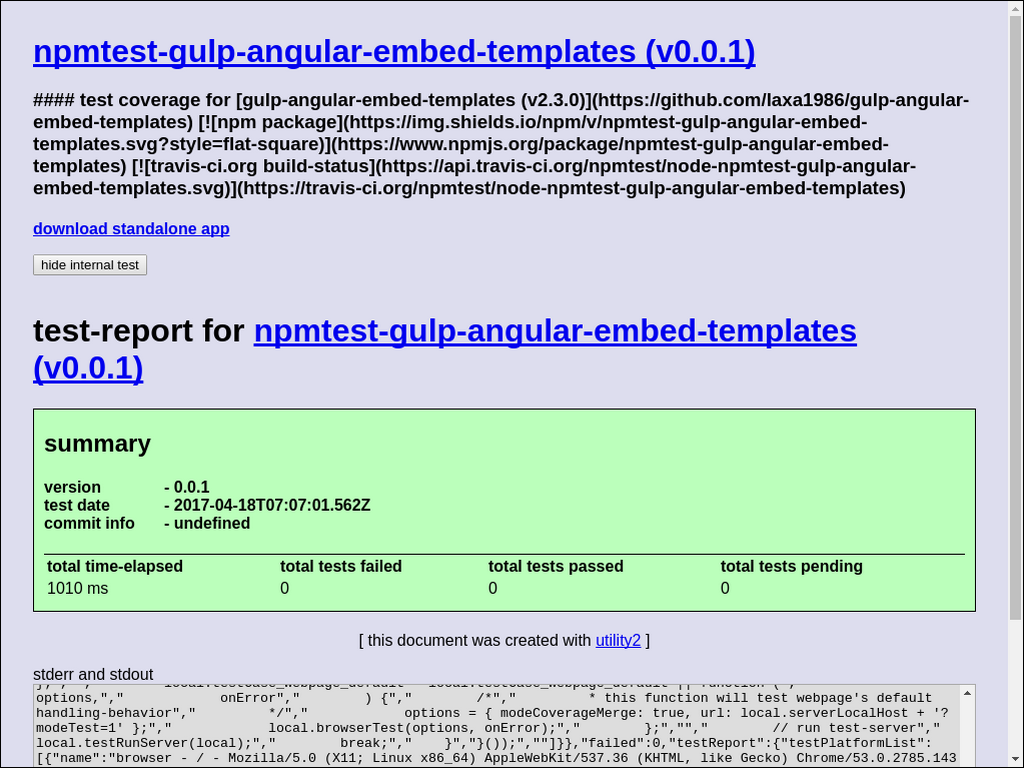 npmtest-gulp-angular-embed-templates (v0.0.1)
#### test coverage for [gulp-angular-embed-templates (v2.3.0)](https://github.com/laxa1986/gulp-angular-
embed-templates) [![npm package](https://img.shields.io/npm/v/npmtest-gulp-angular-embed-
templates.svg?style=flat-square)](https://www.npmjs.org/package/npmtest-gulp-angular-embed-
templates) [![travis-ci.org build-status](https://api.travis-ci.org/npmtest/node-npmtest-gulp-angular-
embed-templates.svg)](https://travis-ci.org/npmtest/node-npmtest-gulp-angular-embed-templates)
download standalone app
hide internal test
test-report for npmtest-gulp-angular-embed-templates
(v0.0.1)
summary
version - 0.0.1
test date - 2017-04-18T07:07:01.562Z
commit info - undefined
total time-elapsed total tests failed total tests passed total tests pending
1010 ms 0 0 0
[ this document was created with utility2 ]
stderr and stdout
options,","            onError","        ) {","        /*","         * this function will test webpage's default
handling-behavior","         */","            options = { modeCoverageMerge: true, url: local.serverLocalHost + '?
modeTest=1' };","            local.browserTest(options, onError);","        };","","        // run test-server","
local.testRunServer(local);","        break;","    }","}());",""]}},"failed":0,"testReport":{"testPlatformList":
[{"name":"browser - / - Mozilla/5.0 (X11; Linux x86_64) AppleWebKit/537.36 (KHTML, like Gecko) Chrome/53.0.2785.143